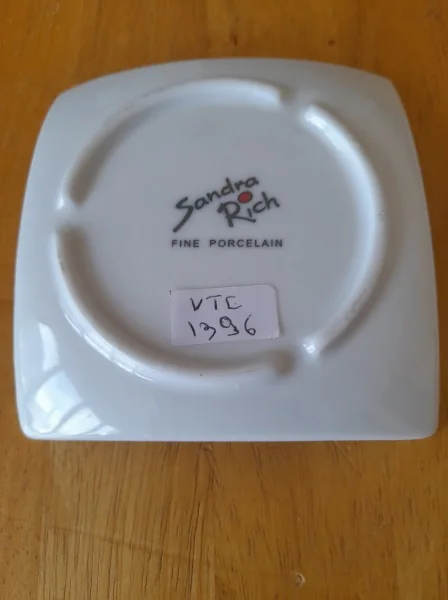 Sandra
Rich
FINE PORCELAIN
VTC
1396